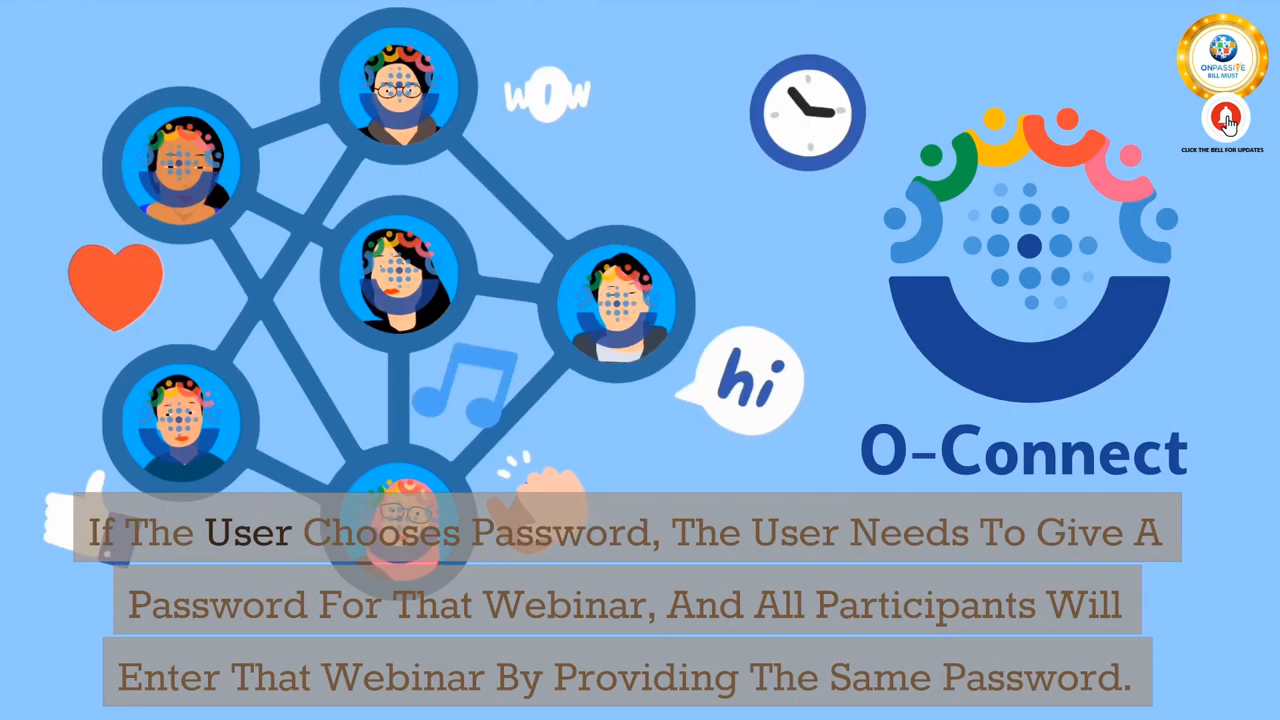 WOW
ONPASSIVE
BILL MUST
CLICK THE BELL FOR UPDATES
hi
O-Connect
If The User Chooses Password, The User Needs To Give A
Password For That Webinar, And All Participants Will
Enter That Webinar By Providing The Same Password.